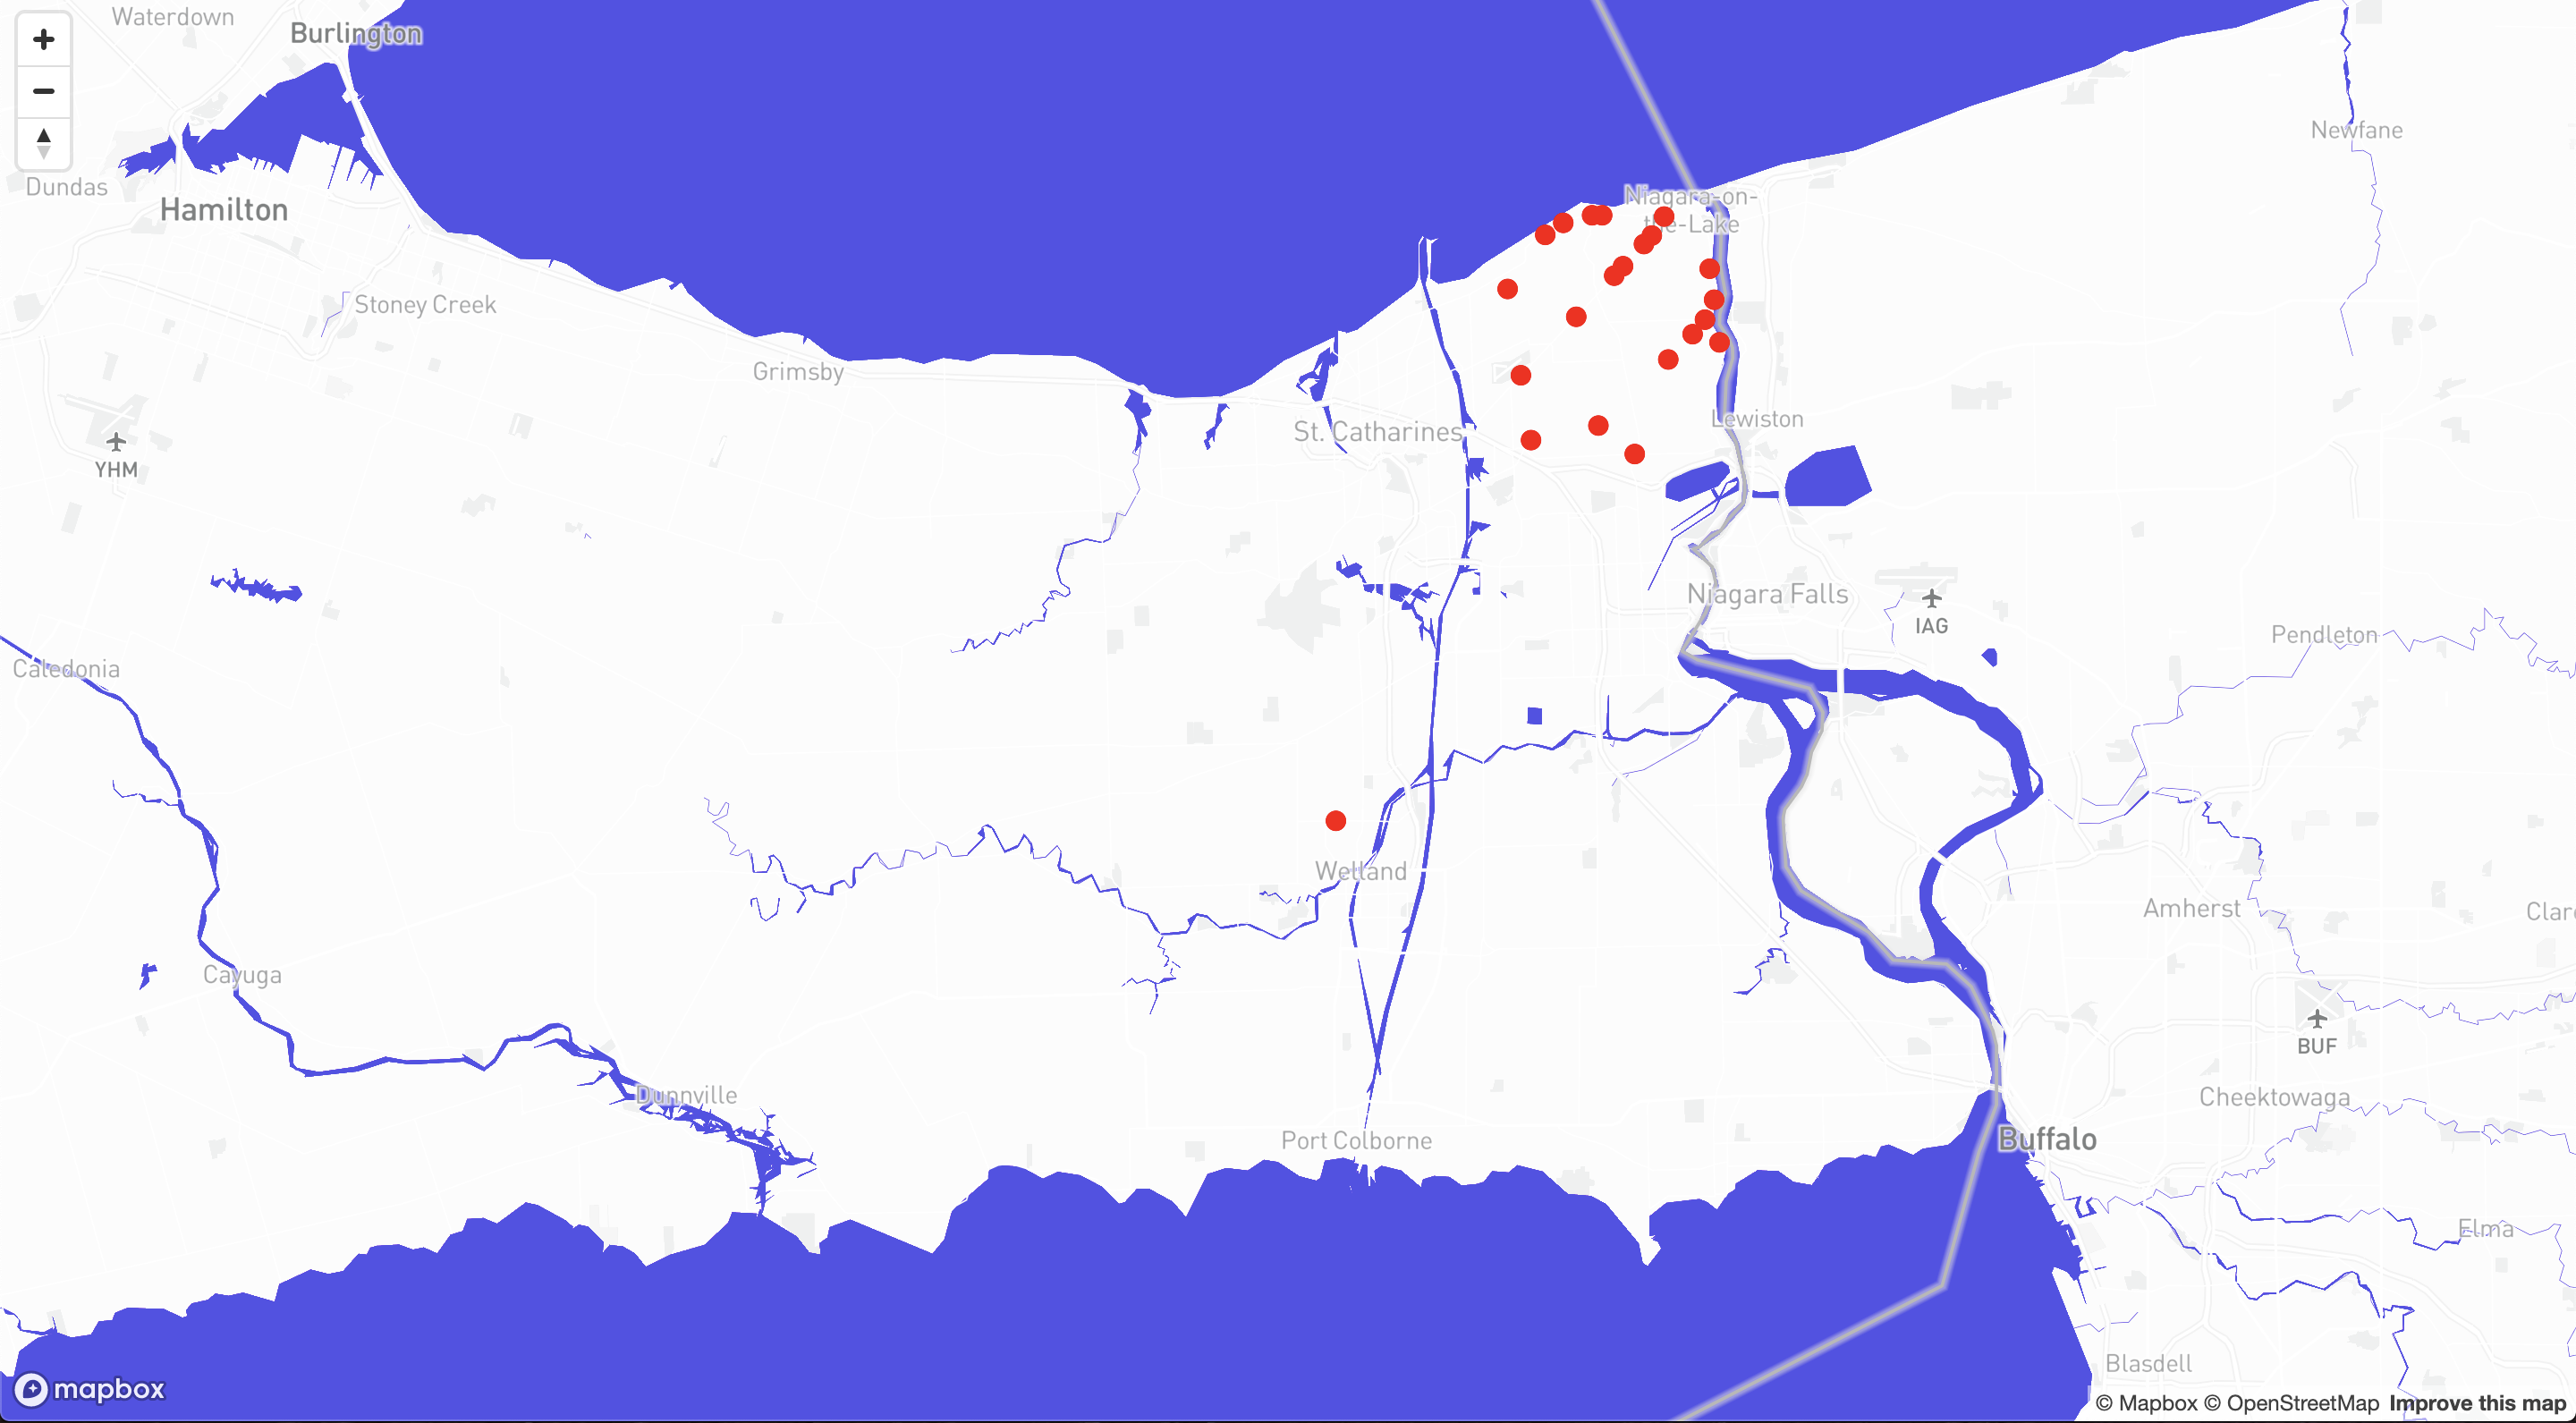 Waterdown
Burlington
+
−
Dundas
Hamilton
Newfane
Niagara-on-
the-Lake
Stoney Creek
Grimsby
St. Catharines
Lewiston
YHM
Niagara Falls
IAG
Pendleton
Caledonia
Welland
Amherst
Clar
Cayuga
BUF
Dunnville
Cheektowaga
Port Colborne
Buffalo
Elma
Blasdell
mapbox
© Mapbox © OpenStreetMap Improve this map